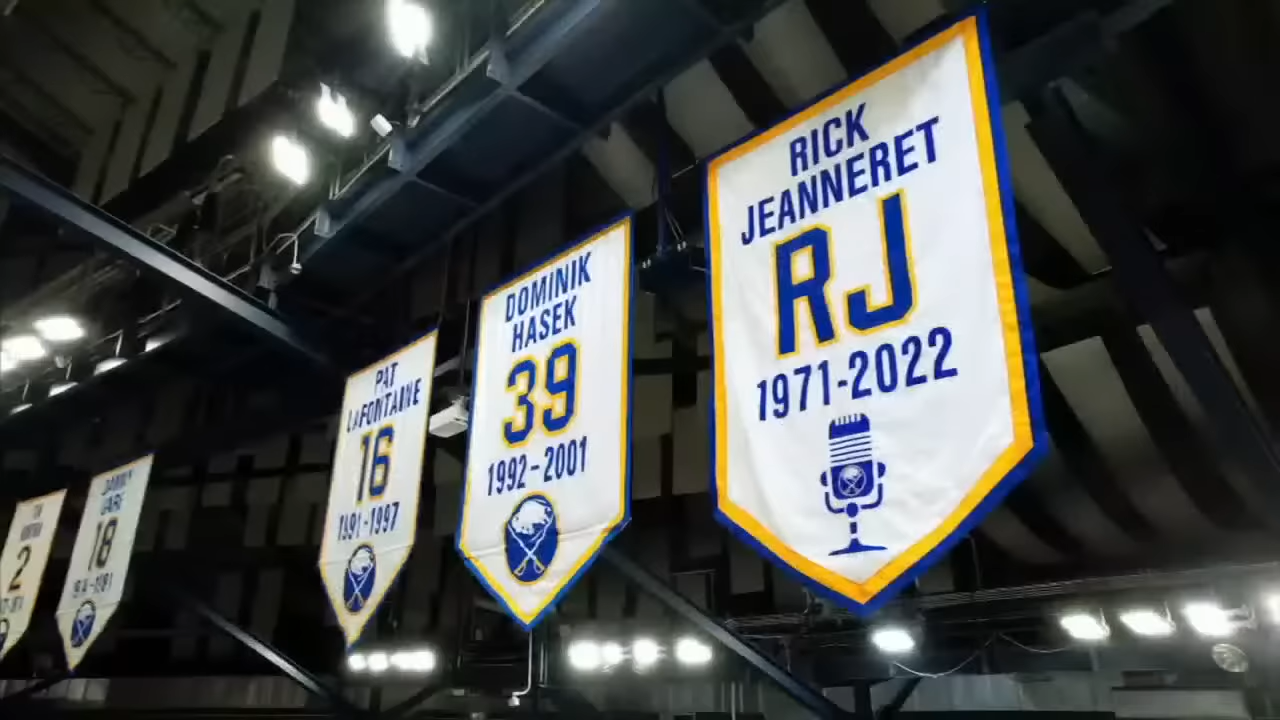 RICK
JEANNERET
RJ
1971-2022
DOMINIK
HASEK
39
1992-2001
PAT
LAFONTAINE
16
1991-1997
18
2